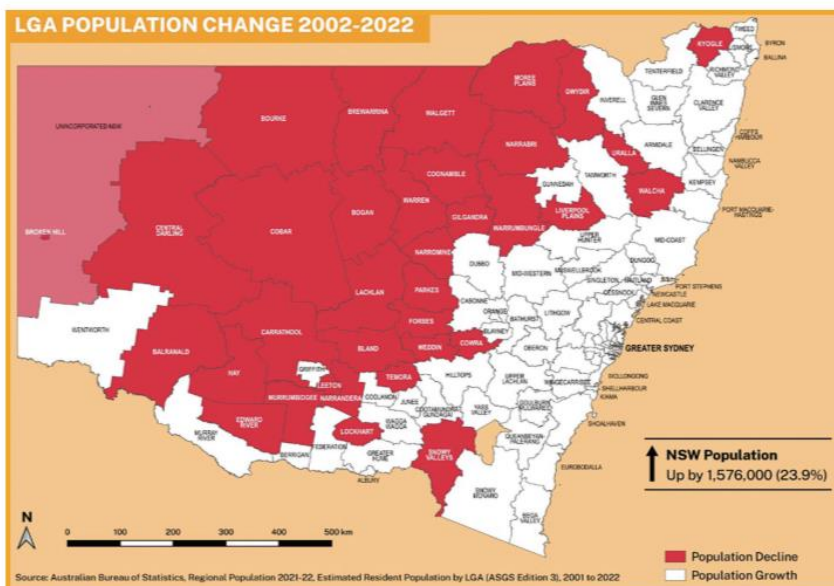 LGA POPULATION CHANGE 2002-2022
KYOGLE
TWEED
LISMORE
BYRON
BALLINA
RICHMOND
VALLEY
TENTERFIELD
MOREE
PLAINS
GWYDIR
INVERELL
GLEN
INNES
SEVERN
CLARENCE
VALLEY
UNINCORPORATED NSW
BOURKE
BREWARRINA
WALGETT
NARRABRI
URALLA
ARMIDALE
COFFS
HARBOUR
BELLINGEN
NAMBUCCA
VALLEY
COONAMBLE
GUNNEDAH
TAMWORTH
WALCHA
KEMPSEY
PORT MACQUARIE-
HASTINGS
CENTRAL
DARLING
COBAR
BOGAN
WARREN
GILGANDRA
WARRUMBUNGLE
LIVERPOOL
PLAINS
BROKEN HILL
NARROMINE
UPPER
HUNTER
MID-COAST
DUBBO
MID-WESTERN
MUSWELLBROOK
DUNGOG
SINGLETON
MAITLAND
PORT STEPHENS
CESSNOCK
NEWCASTLE
LAKE MACQUARIE
WENTWORTH
LACHLAN
PARKES
CABONNE
ORANGE
BATHURST
LITHGOW
CENTRAL COAST
FORBES
BLAYNEY
OBERON
GREATER SYDNEY
BALRANALD
CARRATHOOL
BLAND
WEDDIN
COWRA
HAY
GRIFFITH
LEETON
TEMORA
HILLTOPS
UPPER
LACHLAN
WINGECARRIBEE
WOLLONGONG
SHELLHARBOUR
KIAMA
MURRUMBIDGEE
NARRANDERA
COOLAMON
JUNEE
COOTAMUNDRA
GUNDAGAI
YASS
VALLEY
GOULBURN
MULWAREE
SHOALHAVEN
MURRAY
RIVER
EDWARD
RIVER
LOCKHART
WAGGA
WAGGA
QUEANBEYAN-
PALERANG
BERRIGAN
FEDERATION
GREATER
HUME
ALBURY
SNOWY
VALLEYS
EUROBODALLA
SNOWY
MONARO
BEGA
VALLEY
NSW Population
Up by 1,576,000 (23.9%)
N
0 100 200 300 400 500 km
Population Decline
Population Growth
Source: Australian Bureau of Statistics, Regional Population 2021-22, Estimated Resident Population by LGA (ASGS Edition 3), 2001 to 2022